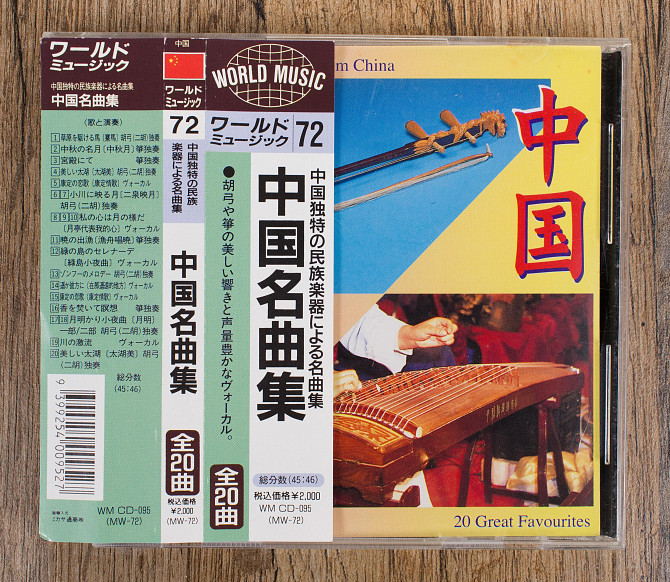 ワールド
ミュージック
中国独特の民族楽器による名曲集
中国名曲集
〈歌と演奏〉
1 草原を駆ける馬〔賽馬〕胡弓(二胡)独奏
2 中秋の名月〔中秋月〕箏独奏
3 宮殿にて 箏独奏
4 美しい太湖〔太湖美〕胡弓(二胡)独奏
5 康定の恋歌〔康定情歌〕ヴォーカル
6 7 小川に映る月〔二泉映月〕
胡弓(二胡)独奏
8 9 10 私の心は月の様だ
〔月亭代表我的心〕ヴォーカル
11 暁の出漁〔漁舟唱晩〕箏独奏
12 緑の島のセレナーデ
〔緑島小夜曲〕ヴォーカル
13 ゾンフーのメロデー 胡弓(二胡)独奏
14 遥か彼方に〔在那遥遠的地方〕ヴォーカル
15 康定の恋歌〔康定情歌〕ヴォーカル
16 香を焚いて瞑想 箏独奏
17 18 月明かり小夜曲〔月明〕
一部/二部 胡弓(二胡)独奏
19 川の激流 ヴォーカル
20 美しい太湖〔太湖美〕胡弓
(二胡)独奏
総分数
(45:46)
9 399254 009527
ミカサ通商㈱
WM CD-095
(MW-72)
中国
ワールド
ミュージック
72
中国独特の民族
楽器による名曲集
中国名曲集
全20曲
税込価格
¥2,000
(MW-72)
WORLD MUSIC
ワールド
ミュージック
72
中国独特の民族楽器による名曲集
中国名曲集
●胡弓や箏の美しい響きと声量豊かなヴォーカル。
全20曲
総分数(45:46)
税込価格¥2,000
WM CD-095
(MW-72)
m China
中国
20 Great Favourites